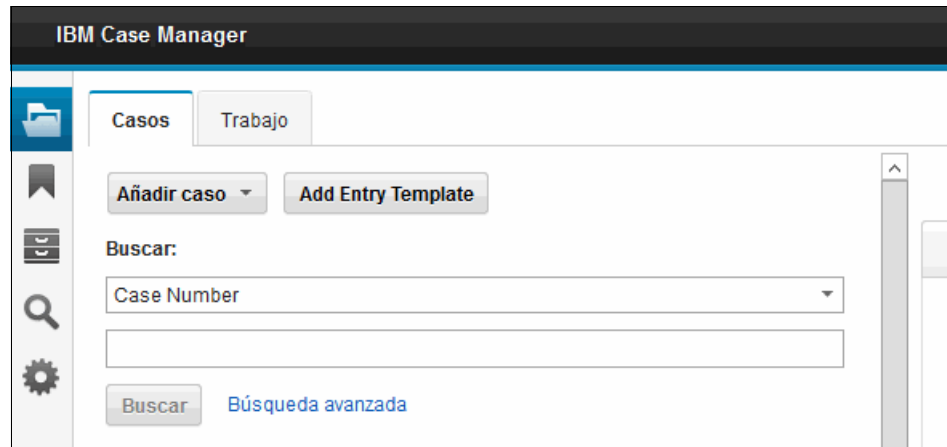 IBM Case Manager
Casos Trabajo
Añadir caso Add Entry Template
Buscar:
Case Number
Buscar Búsqueda avanzada